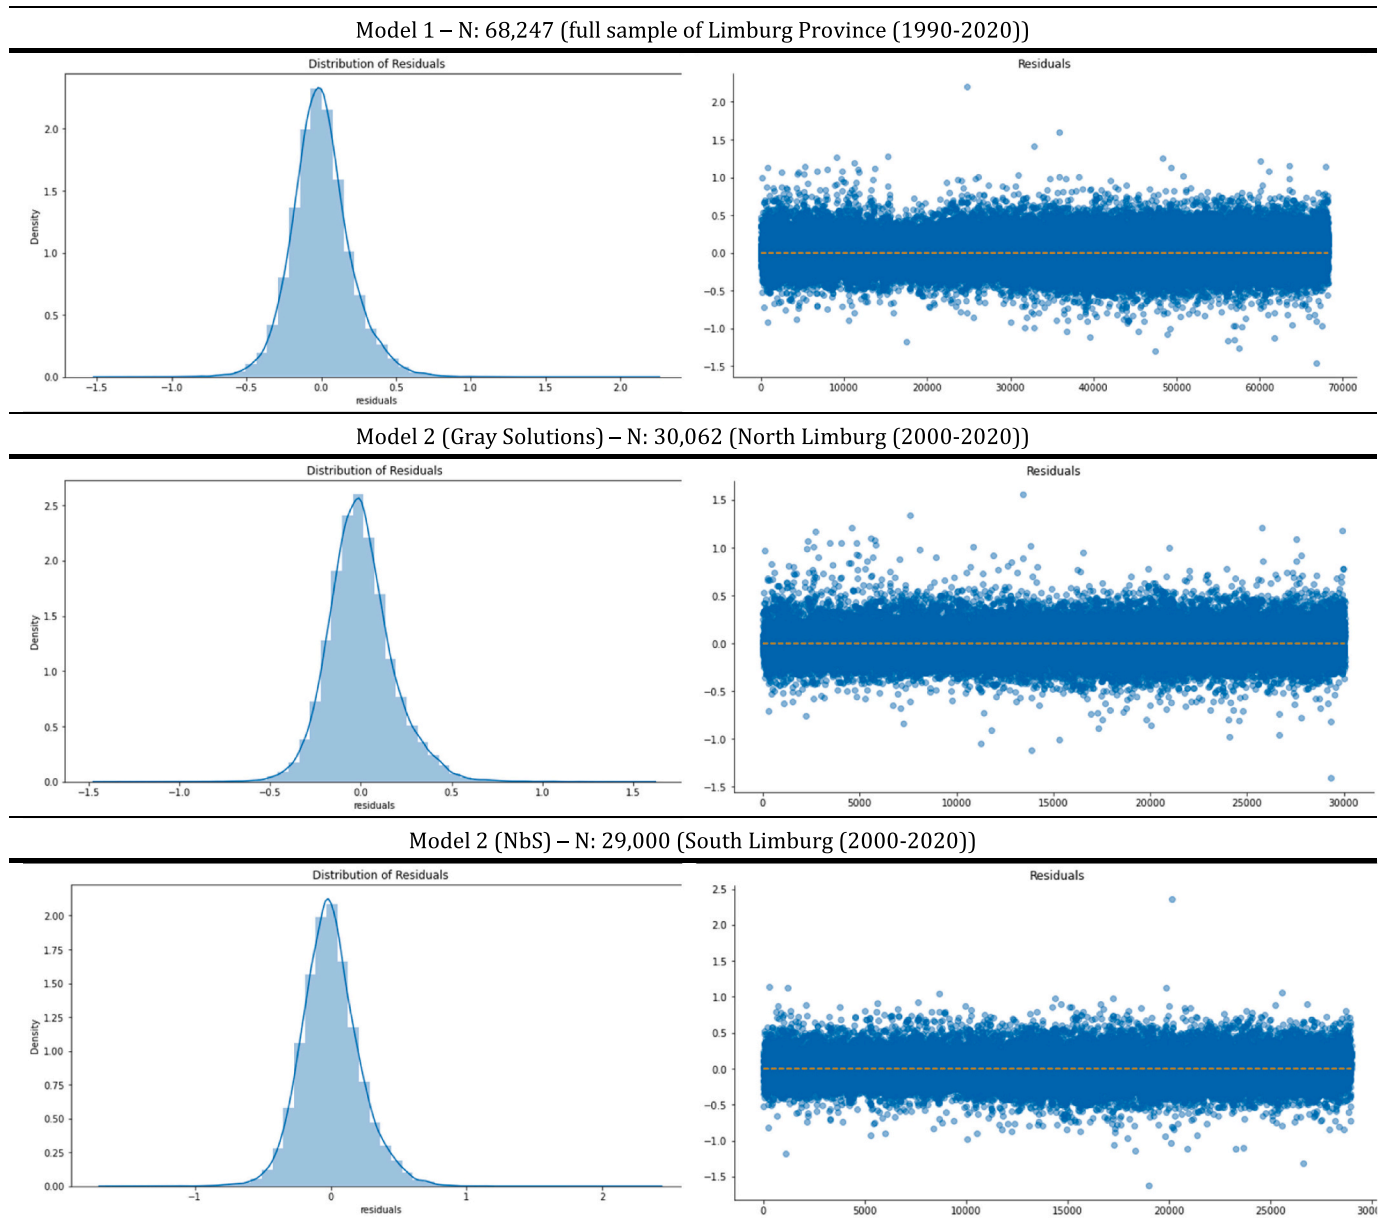 Model 1 – N: 68,247 (full sample of Limburg Province (1990-2020))
Distribution of Residuals
Density
2.0
1.5
1.0
0.5
0.0
−1.5 −1.0 −0.5 0.0 0.5 1.0 1.5 2.0
residuals
Residuals
2.0
1.5
1.0
0.5
0.0
−0.5
−1.0
−1.5
0 10000 20000 30000 40000 50000 60000 70000
Model 2 (Gray Solutions) – N: 30,062 (North Limburg (2000-2020))
Distribution of Residuals
Density
2.5
2.0
1.5
1.0
0.5
0.0
−1.5 −1.0 −0.5 0.0 0.5 1.0 1.5
residuals
Residuals
1.5
1.0
0.5
0.0
−0.5
−1.0
−1.5
0 5000 10000 15000 20000 25000 30000
Model 2 (NbS) – N: 29,000 (South Limburg (2000-2020))
Distribution of Residuals
Density
2.00
1.75
1.50
1.25
1.00
0.75
0.50
0.25
0.00
−1 0 1 2
residuals
Residuals
2.5
2.0
1.5
1.0
0.5
0.0
−0.5
−1.0
−1.5
0 5000 10000 15000 20000 25000 3000